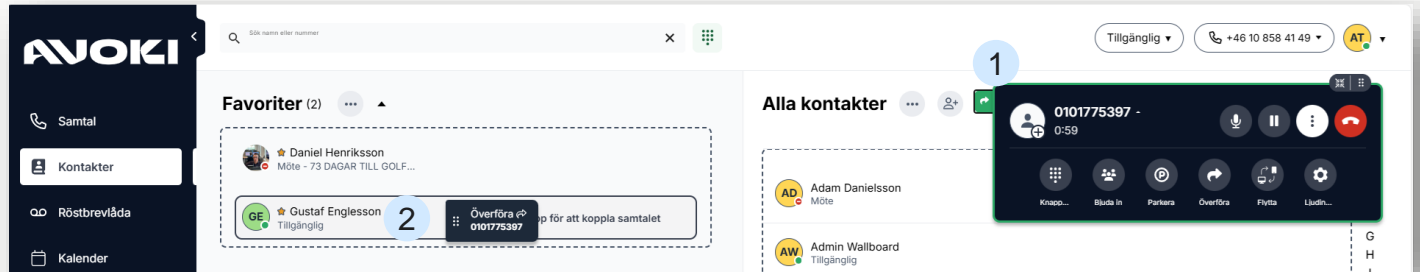 AVOKI
Samtal
Kontakter
Röstbrevlåda
Kalender
Sök namn eller nummer
Tillgänglig
+46 10 858 41 49
AT
Favoriter (2)
Daniel Henriksson
Möte - 73 DAGAR TILL GOLF...
GE
Gustaf Englesson
Tillgänglig
2
Överföra
0101775397
för att koppla samtalet
Alla kontakter
1
AD
Adam Danielsson
Möte
AW
Admin Wallboard
Tillgänglig
0101775397 -
0:59
Knapp...
Bjuda in
Parkera
Överföra
Flytta
Ljudin...
G
H